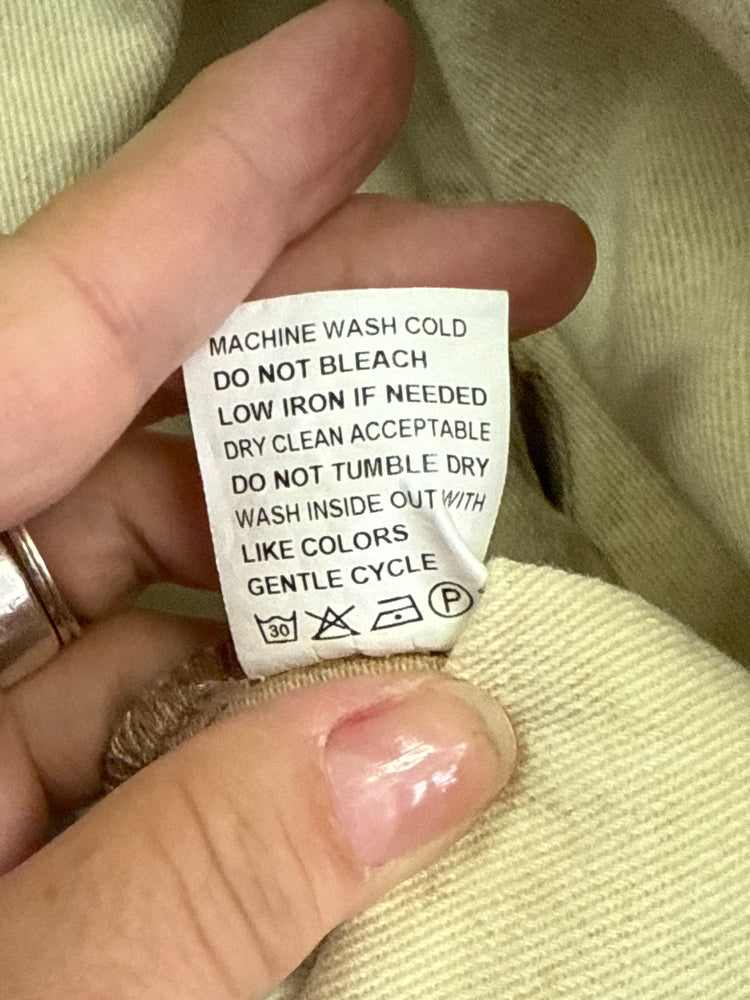 MACHINE WASH COLD
DO NOT BLEACH
LOW IRON IF NEEDED
DRY CLEAN ACCEPTABLE
DO NOT TUMBLE DRY
WASH INSIDE OUT WITH
LIKE COLORS
GENTLE CYCLE
30 P